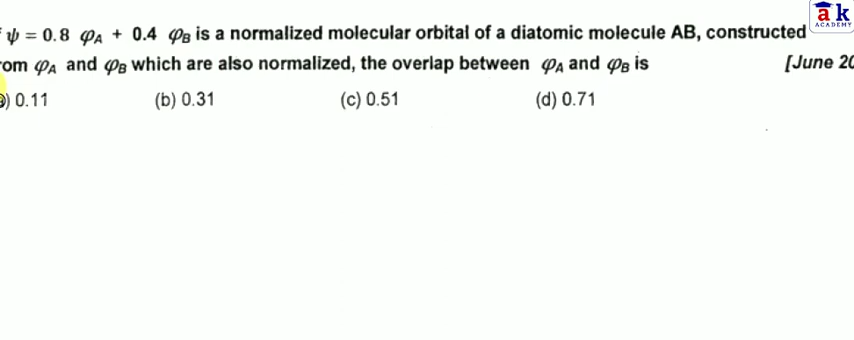 ak
ACADEMY
ψ = 0.8 φA + 0.4 φB is a normalized molecular orbital of a diatomic molecule AB, constructed
om φA and φB which are also normalized, the overlap between φA and φB is [June 20
) 0.11 (b) 0.31 (c) 0.51 (d) 0.71